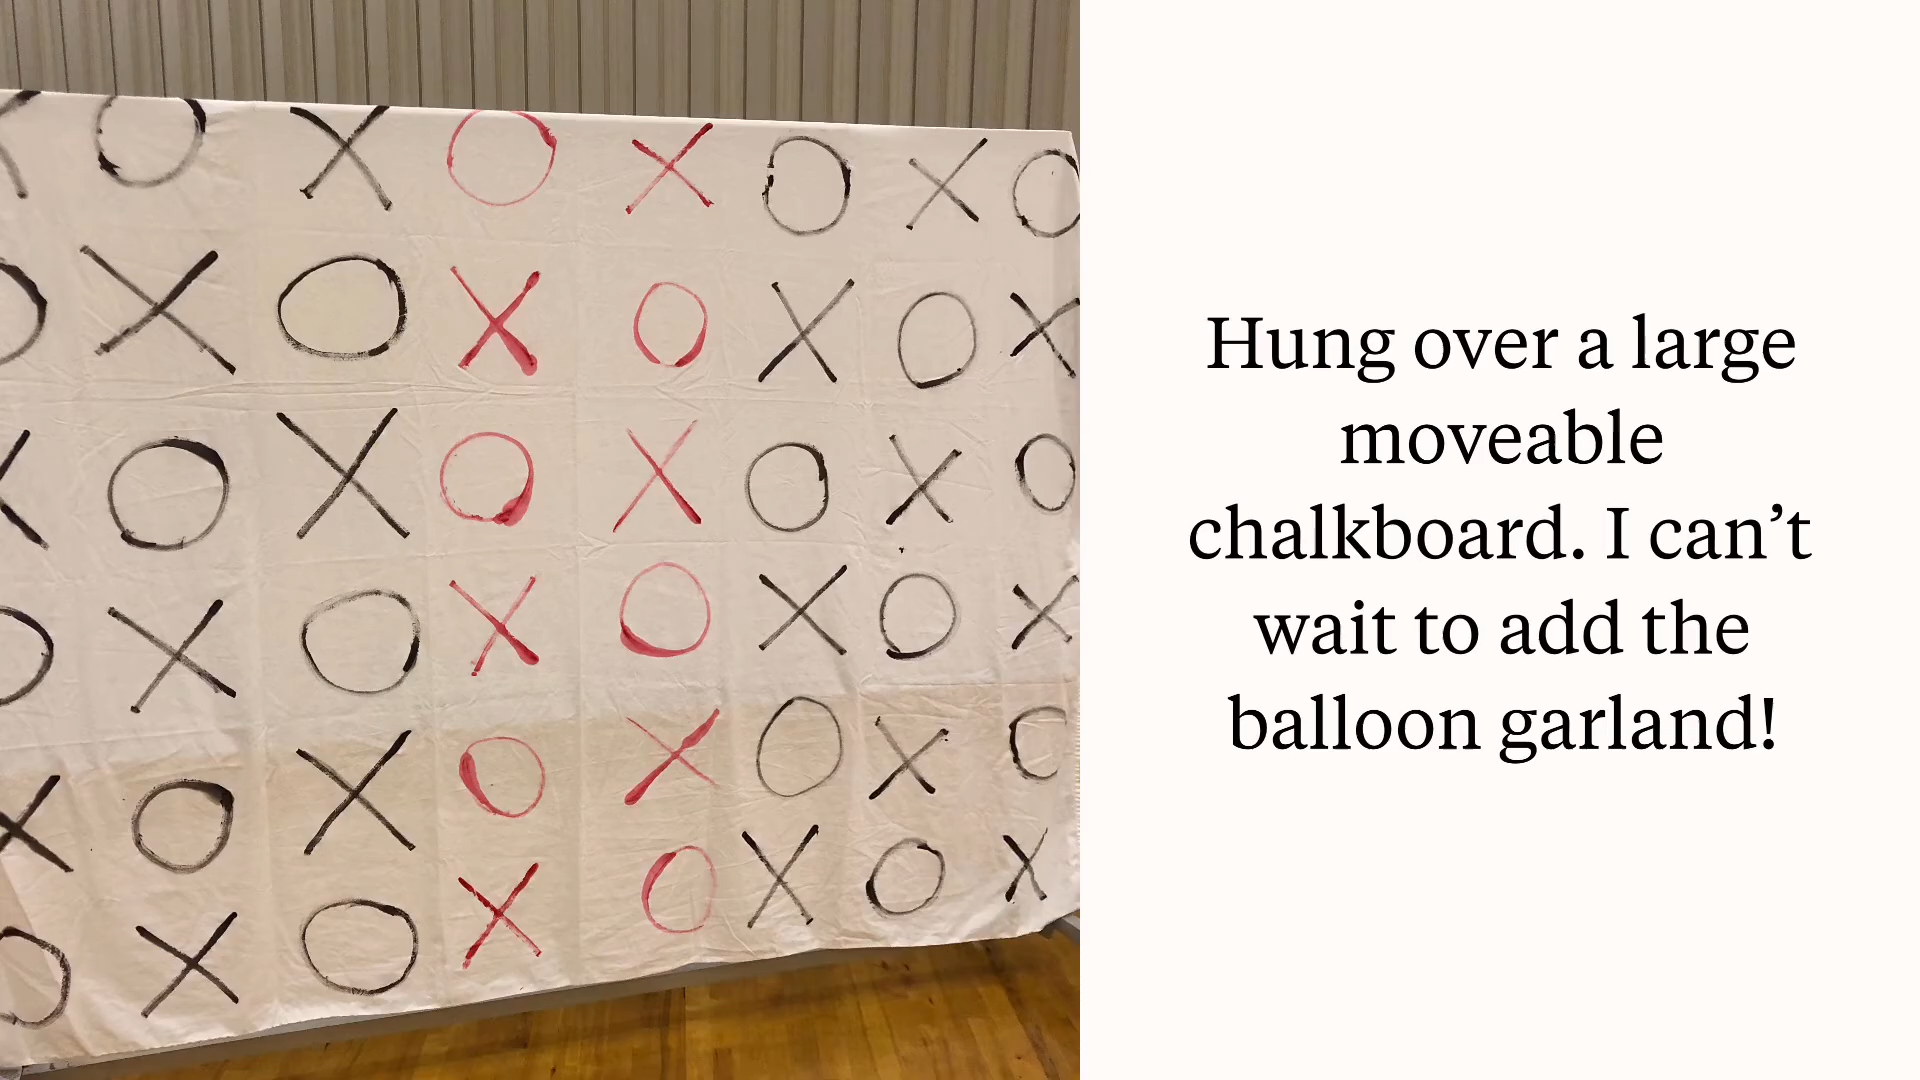 X O X O X O X O
O X O X O X O X
X O X O X O X O
O X O X O X O X
X O X O X O X O
O X O X O X O X
Hung over a large
moveable
chalkboard. I can’t
wait to add the
balloon garland!